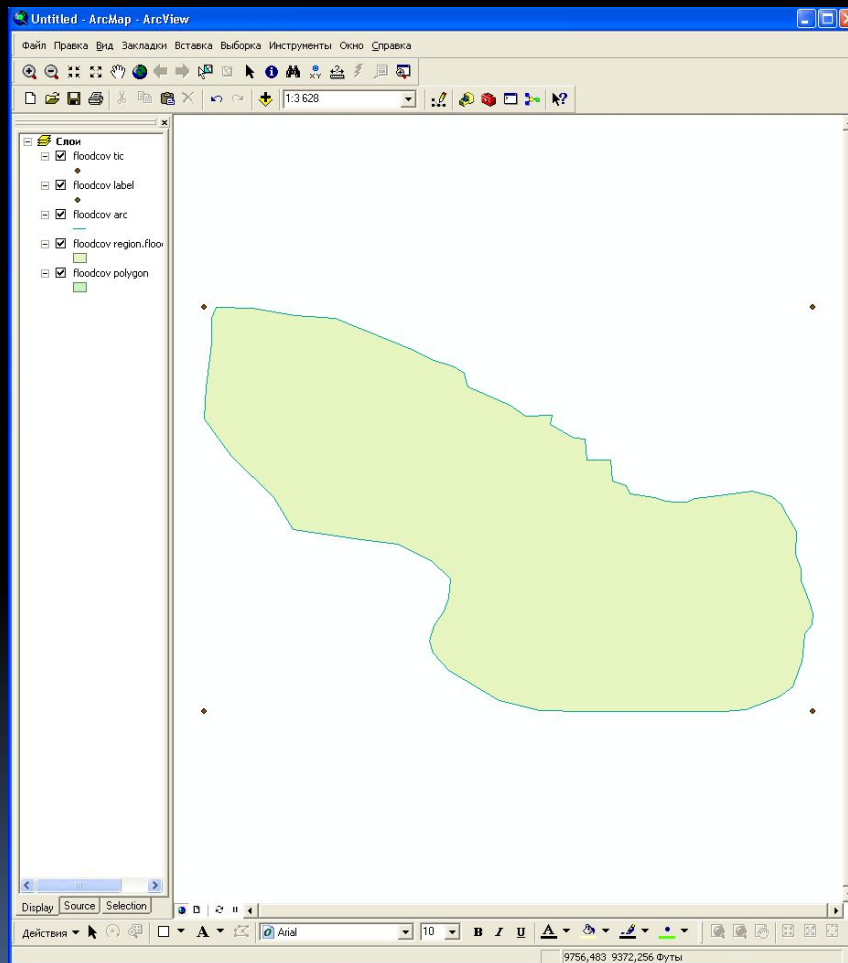 Untitled - ArcMap - ArcView
Файл Правка Вид Закладки Вставка Выборка Инструменты Окно Справка
XY
1:3 628
Слои
floodcov tic
floodcov label
floodcov arc
floodcov region.floo
floodcov polygon
Display Source Selection
Действия A Arial 10 B I U A
9756,483 9372,256 Футы